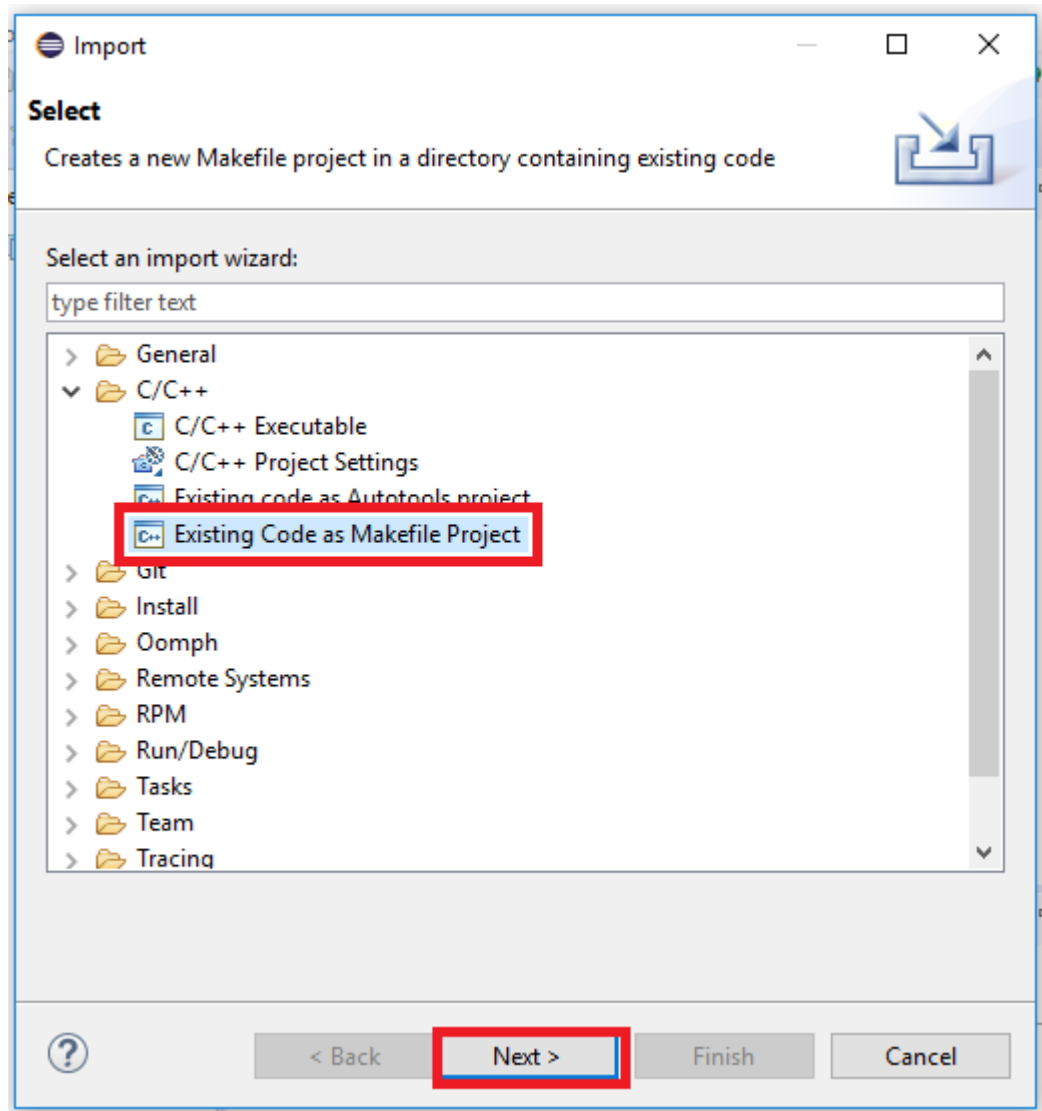 Import
Select
Creates a new Makefile project in a directory containing existing code
Select an import wizard:
type filter text
General
C/C++
C/C++ Executable
C/C++ Project Settings
Existing code as Autotools project
Existing Code as Makefile Project
Git
Install
Oomph
Remote Systems
RPM
Run/Debug
Tasks
Team
Tracing
< Back Next > Finish Cancel